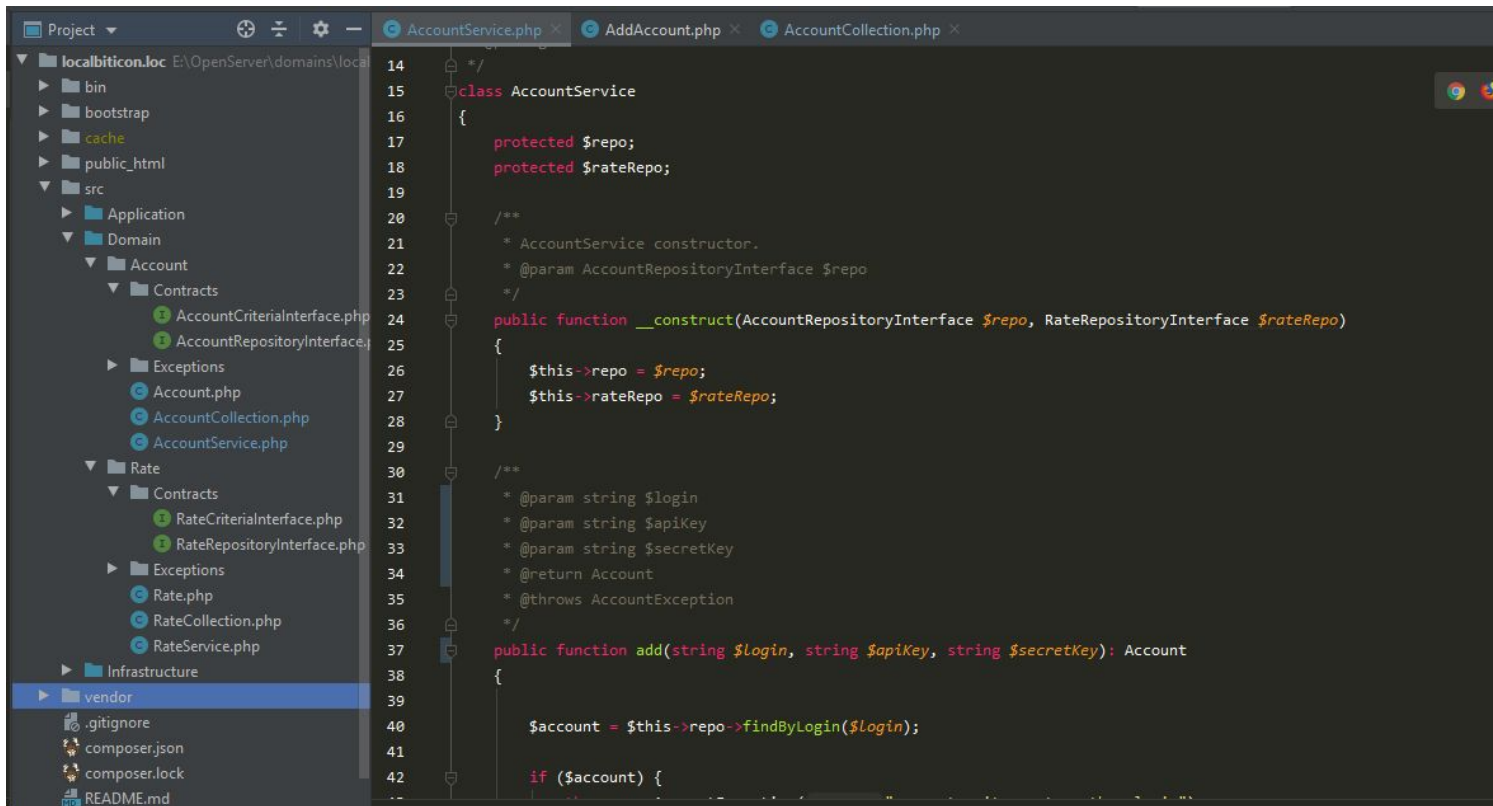 Project
AccountService.php
AddAccount.php
AccountCollection.php
localbiticon.loc E:\OpenServer\domains\local
bin
bootstrap
cache
public_html
src
Application
Domain
Account
Contracts
AccountCriteriaInterface.php
AccountRepositoryInterface.p
Exceptions
Account.php
AccountCollection.php
AccountService.php
Rate
Contracts
RateCriteriaInterface.php
RateRepositoryInterface.php
Exceptions
Rate.php
RateCollection.php
RateService.php
Infrastructure
vendor
.gitignore
composer.json
composer.lock
README.md
14 */
15 class AccountService
16 {
17 protected $repo;
18 protected $rateRepo;
19
20 /**
21 * AccountService constructor.
22 * @param AccountRepositoryInterface $repo
23 */
24 public function __construct(AccountRepositoryInterface $repo, RateRepositoryInterface $rateRepo)
25 {
26 $this->repo = $repo;
27 $this->rateRepo = $rateRepo;
28 }
29
30 /**
31 * @param string $login
32 * @param string $apiKey
33 * @param string $secretKey
34 * @return Account
35 * @throws AccountException
36 */
37 public function add(string $login, string $apiKey, string $secretKey): Account
38 {
39
40 $account = $this->repo->findByLogin($login);
41
42 if ($account) {